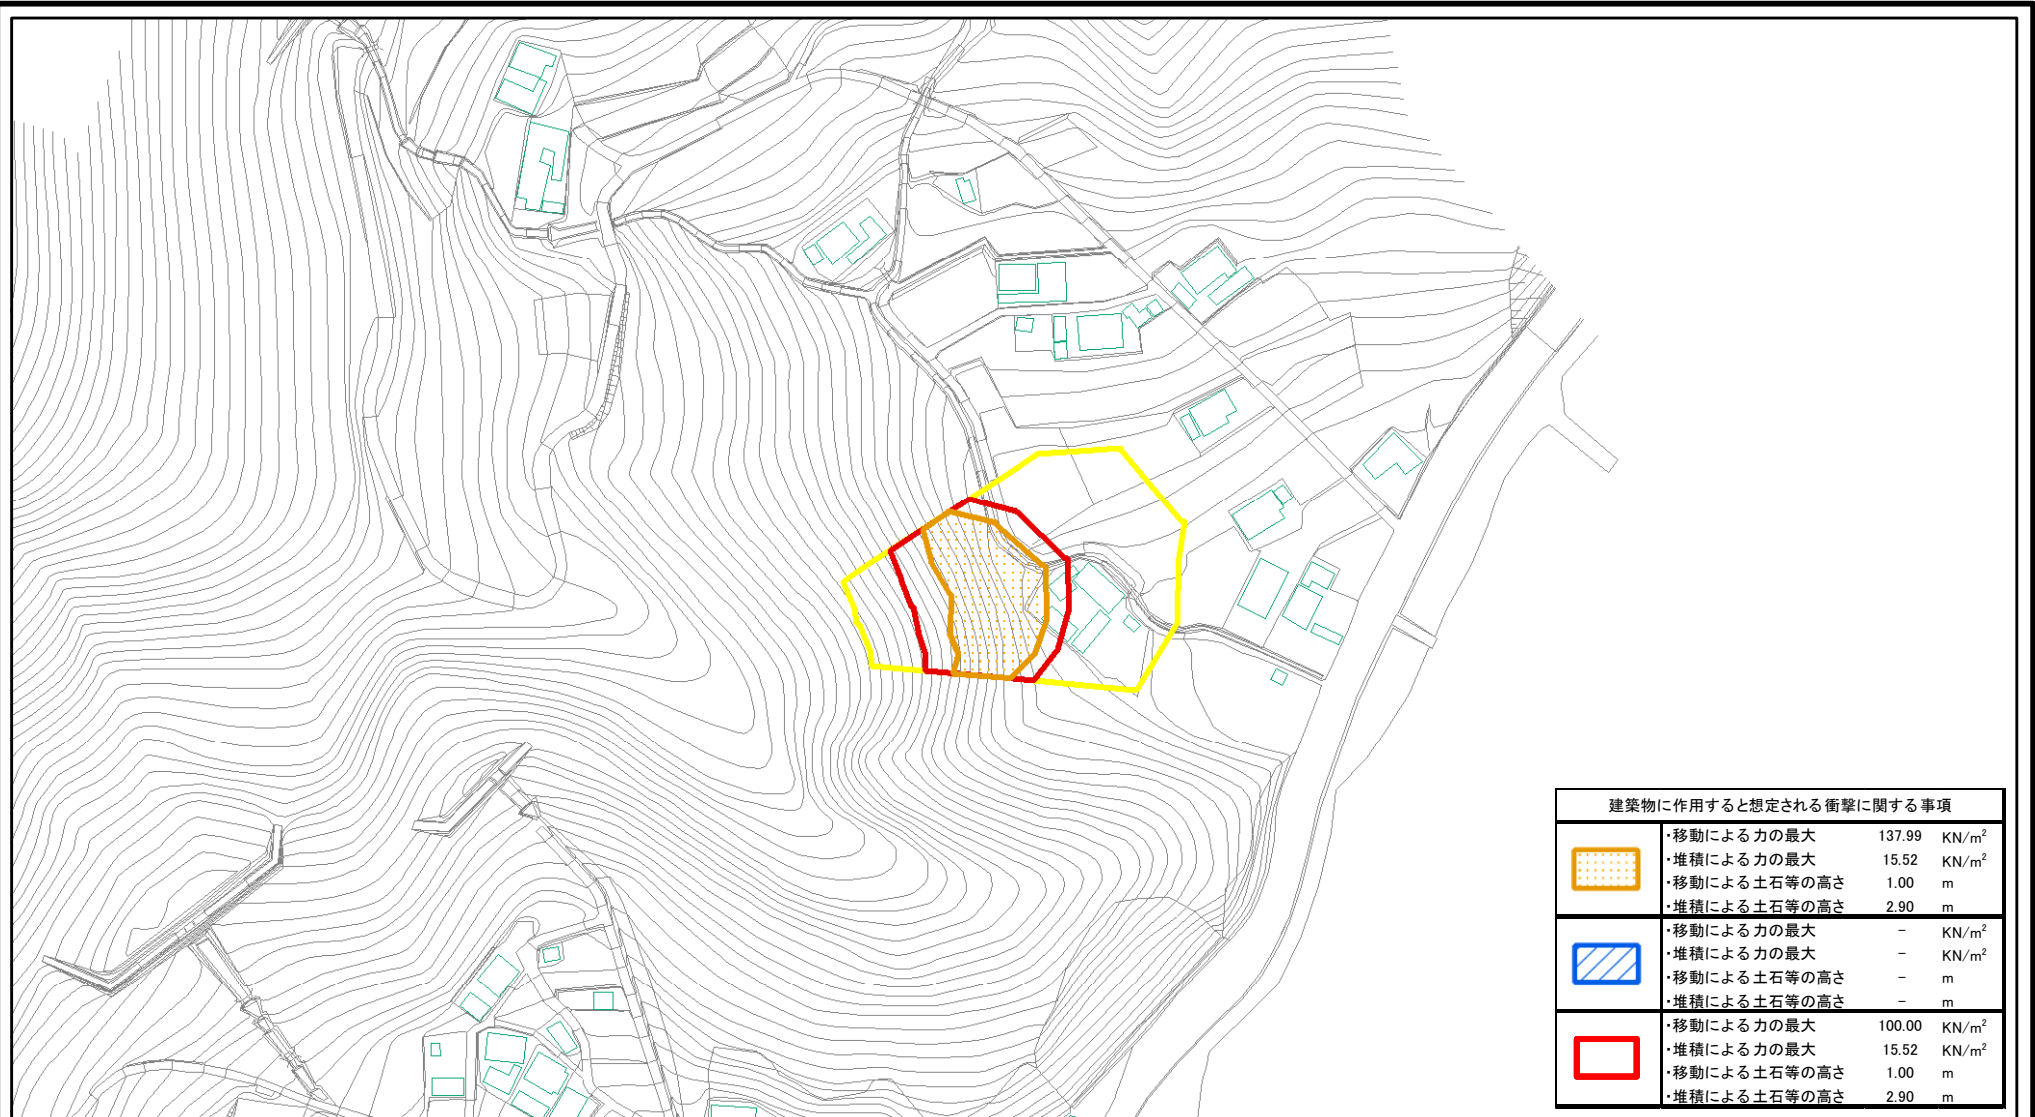 建築物に作用すると想定される衝撃に関する事項
・移動による力の最大 137.99 KN/m²
・堆積による力の最大 15.52 KN/m²
・移動による土石等の高さ 1.00 m
・堆積による土石等の高さ 2.90 m
・移動による力の最大 － KN/m²
・堆積による力の最大 － KN/m²
・移動による土石等の高さ － m
・堆積による土石等の高さ － m
・移動による力の最大 100.00 KN/m²
・堆積による力の最大 15.52 KN/m²
・移動による土石等の高さ 1.00 m
・堆積による土石等の高さ 2.90 m